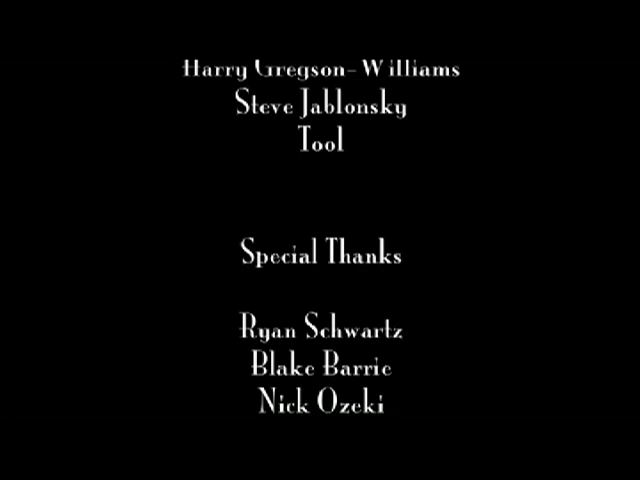 Harry Gregson-Williams
Steve Jablonsky
Tool
Special Thanks
Ryan Schwartz
Blake Barrie
Nick Ozeki